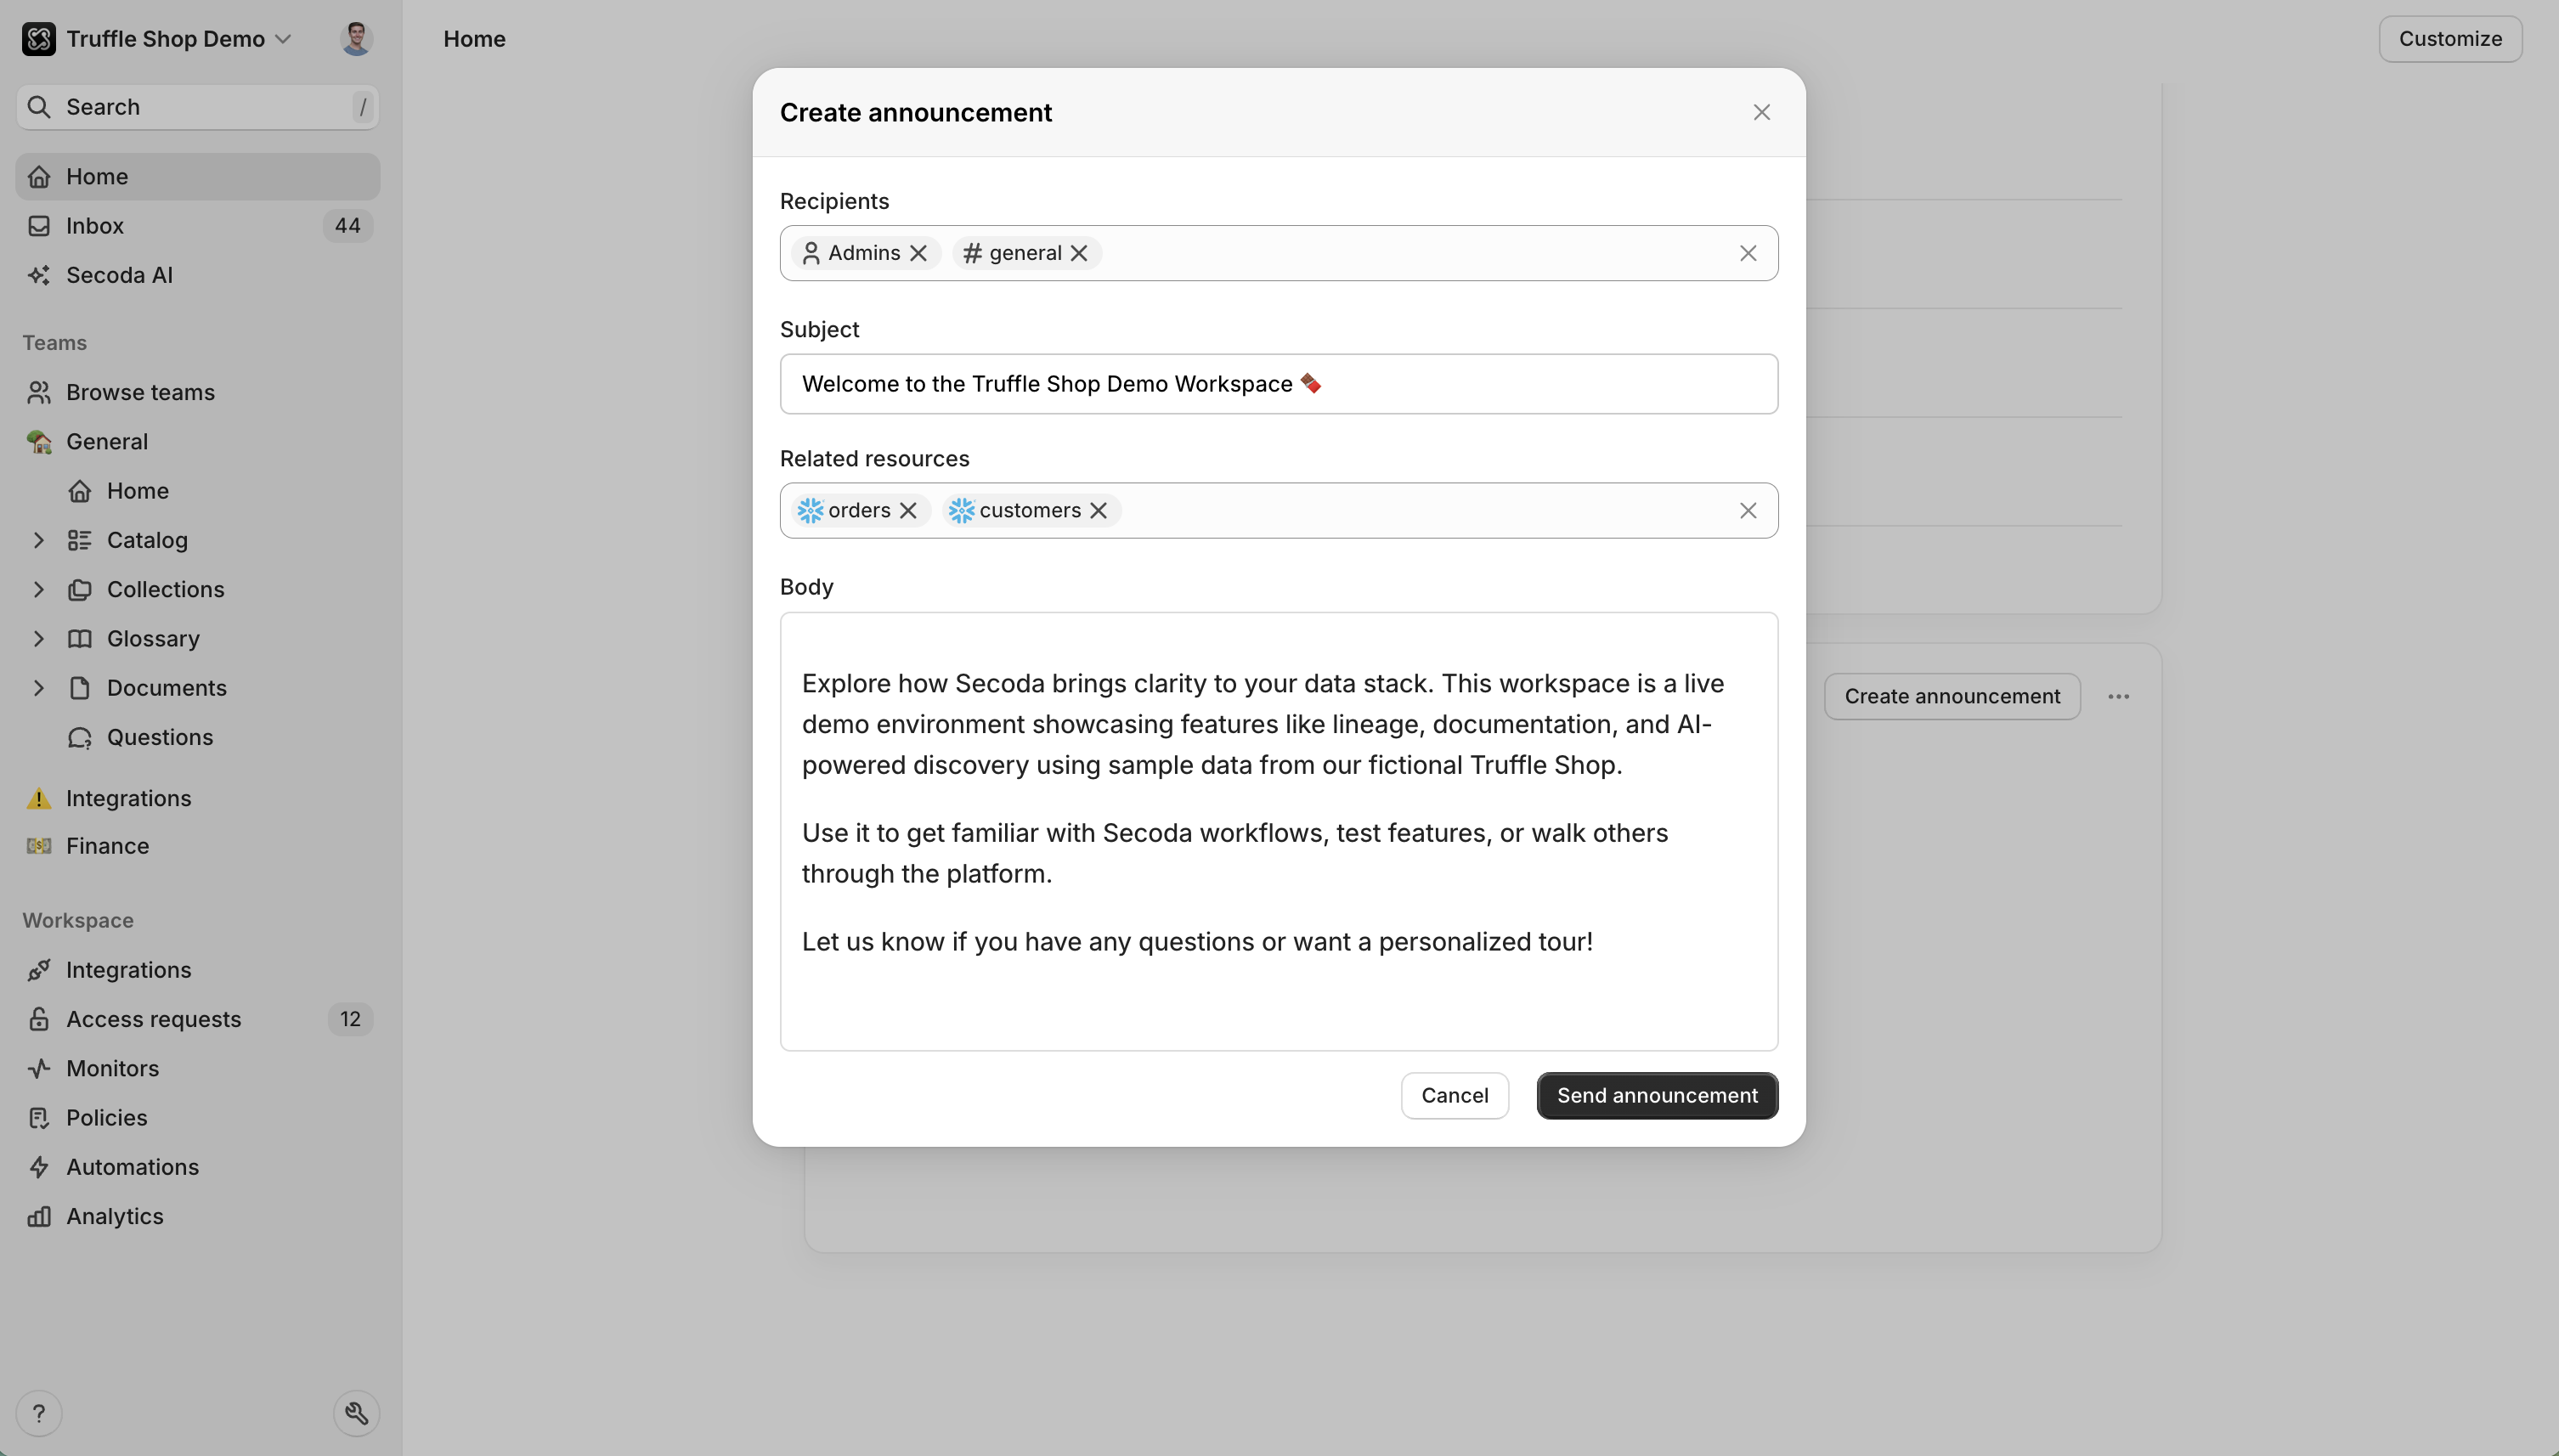 Truffle Shop Demo
Search
/
Home
Inbox
44
Secoda AI
Teams
Browse teams
General
Home
Catalog
Collections
Glossary
Documents
Questions
Integrations
Finance
Workspace
Integrations
Access requests
12
Monitors
Policies
Automations
Analytics
?
Home
Customize
Create announcement
Recipients
Admins
# general
Subject
Welcome to the Truffle Shop Demo Workspace 🍫
Related resources
orders
customers
Body
Explore how Secoda brings clarity to your data stack. This workspace is a live
demo environment showcasing features like lineage, documentation, and AI-
powered discovery using sample data from our fictional Truffle Shop.
Use it to get familiar with Secoda workflows, test features, or walk others
through the platform.
Let us know if you have any questions or want a personalized tour!
Cancel
Send announcement
Create announcement